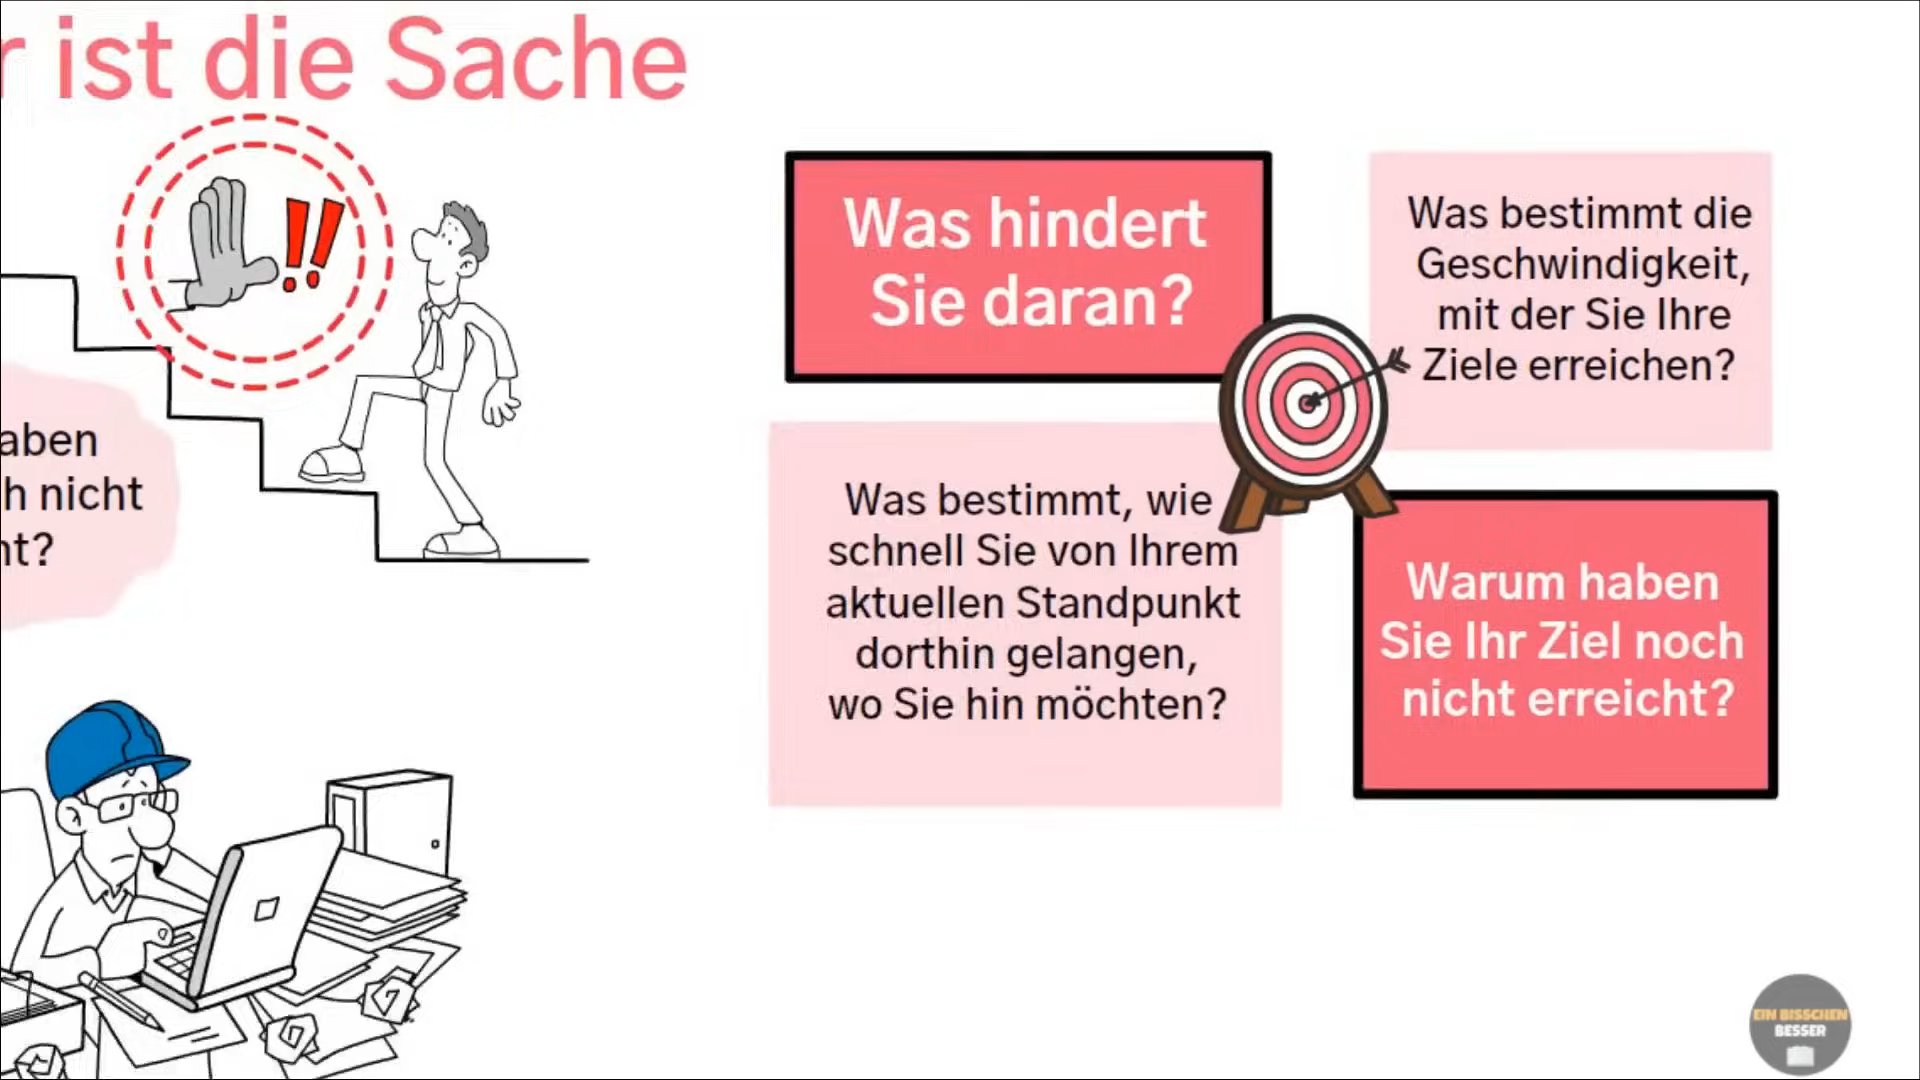 r ist die Sache
Was hindert
Sie daran?
Was bestimmt die
Geschwindigkeit,
mit der Sie Ihre
Ziele erreichen?
aben
h nicht
nt?
Was bestimmt, wie
schnell Sie von Ihrem
aktuellen Standpunkt
dorthin gelangen,
wo Sie hin möchten?
Warum haben
Sie Ihr Ziel noch
nicht erreicht?
EIN BISSCHEN
BESSER